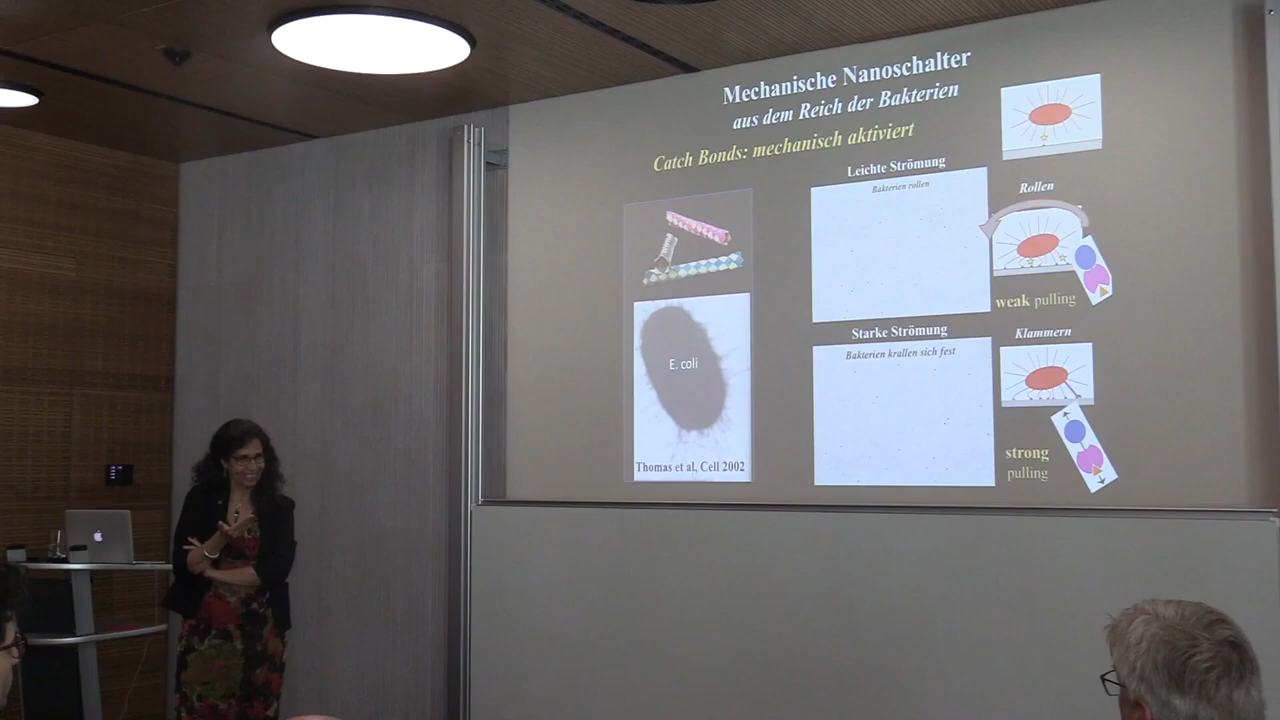 Mechanische Nanoschalter
aus dem Reich der Bakterien
Catch Bonds: mechanisch aktiviert
Leichte Strömung
Bakterien rollen
Rollen
weak pulling
Starke Strömung
Bakterien krallen sich fest
Klammern
strong
pulling
E. coli
Thomas et al, Cell 2002